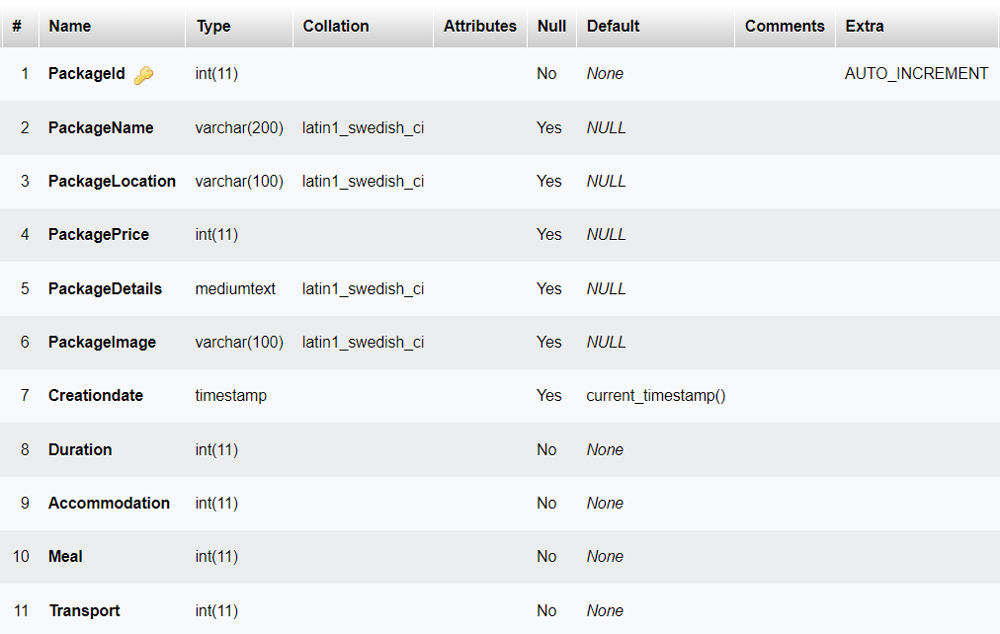 # Name Type Collation Attributes Null Default Comments Extra
1 PackageId int(11) No None AUTO_INCREMENT
2 PackageName varchar(200) latin1_swedish_ci Yes NULL
3 PackageLocation varchar(100) latin1_swedish_ci Yes NULL
4 PackagePrice int(11) Yes NULL
5 PackageDetails mediumtext latin1_swedish_ci Yes NULL
6 PackageImage varchar(100) latin1_swedish_ci Yes NULL
7 Creationdate timestamp Yes current_timestamp()
8 Duration int(11) No None
9 Accommodation int(11) No None
10 Meal int(11) No None
11 Transport int(11) No None